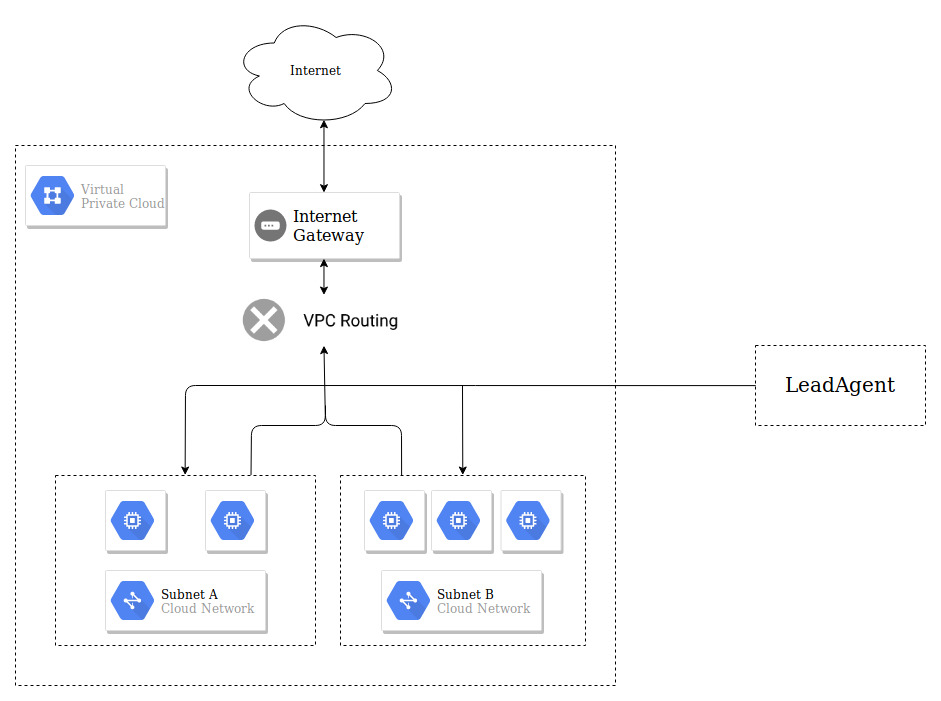 Internet
Virtual
Private Cloud
Internet
Gateway
VPC Routing
LeadAgent
Subnet A
Cloud Network
Subnet B
Cloud Network